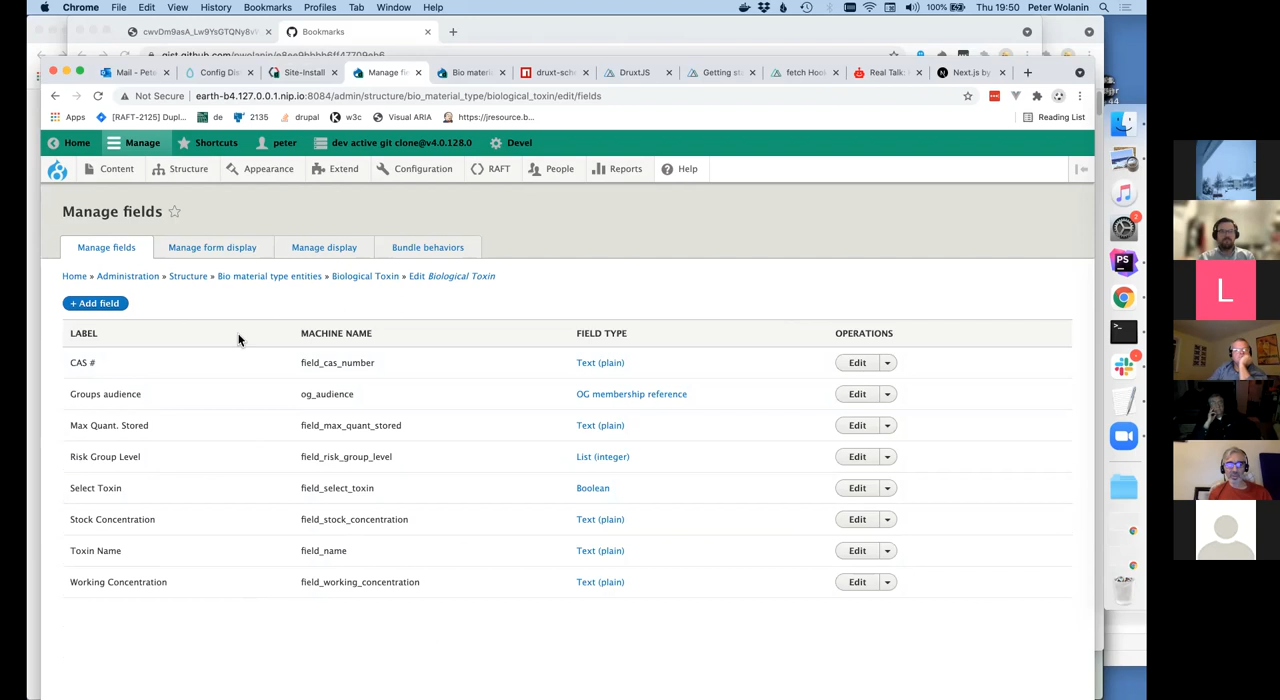 Chrome File Edit View History Bookmarks Profiles Tab Window Help 100% Thu 19:50 Peter Wolanin
Bookmarks
Mail - Pete Config Dis Site-Install Manage fie Bio materi druxt-sch DruxtJS Getting sta fetch Hook Real Talk: Next.js by
Not Secure earth-b4.127.0.0.1.nip.io:8084/admin/structure/bio_material_type/biological_toxin/edit/fields
Apps [RAFT-2125] Dupl... de 2135 drupal w3c Visual ARIA https://jresource.b... Reading List
Home Manage Shortcuts peter dev active git clone@v4.0.128.0 Devel
Content Structure Appearance Extend Configuration RAFT People Reports Help
Manage fields
Manage fields Manage form display Manage display Bundle behaviors
Home » Administration » Structure » Bio material type entities » Biological Toxin » Edit Biological Toxin
+ Add field
LABEL MACHINE NAME FIELD TYPE OPERATIONS
CAS # field_cas_number Text (plain) Edit
Groups audience og_audience OG membership reference Edit
Max Quant. Stored field_max_quant_stored Text (plain) Edit
Risk Group Level field_risk_group_level List (integer) Edit
Select Toxin field_select_toxin Boolean Edit
Stock Concentration field_stock_concentration Text (plain) Edit
Toxin Name field_name Text (plain) Edit
Working Concentration field_working_concentration Text (plain) Edit
L
PS